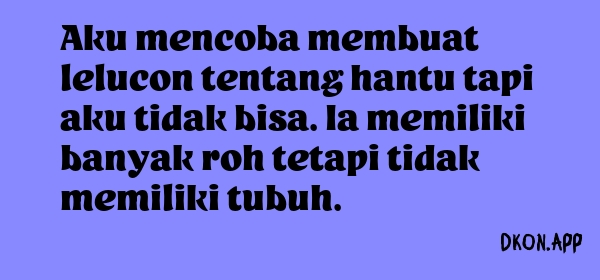 Aku mencoba membuat
lelucon tentang hantu tapi
aku tidak bisa. Ia memiliki
banyak roh tetapi tidak
memiliki tubuh.
DKON.APP